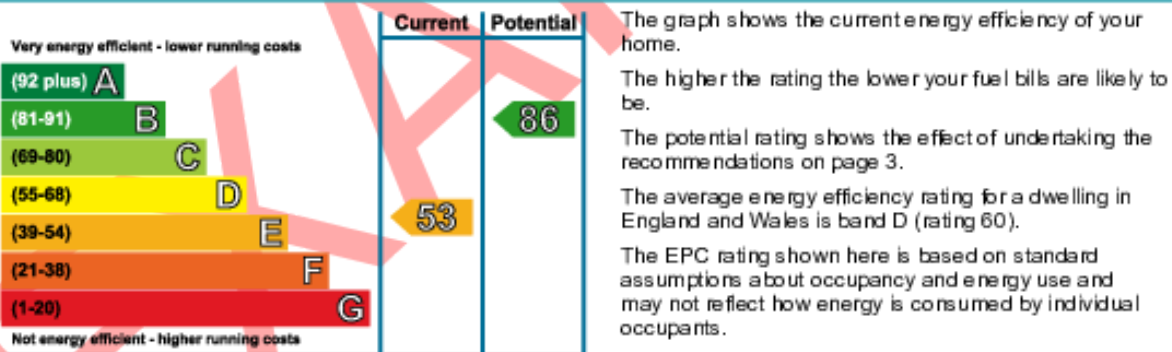 Current Potential
Very energy efficient - lower running costs
(92 plus) A
(81-91) B
86
(69-80) C
(55-68) D
53
(39-54) E
(21-38) F
(1-20) G
Not energy efficient - higher running costs
The graph shows the current energy efficiency of your
home.
The higher the rating the lower your fuel bills are likely to
be.
The potential rating shows the effect of undertaking the
recommendations on page 3.
The average energy efficiency rating for a dwelling in
England and Wales is band D (rating 60).
The EPC rating shown here is based on standard
assumptions about occupancy and energy use and
may not reflect how energy is consumed by individual
occupants.